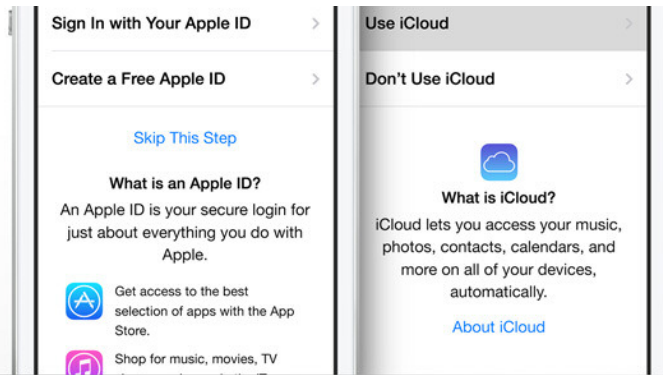 Sign In with Your Apple ID
Create a Free Apple ID
Skip This Step
What is an Apple ID?
An Apple ID is your secure login for
just about everything you do with
Apple.
Get access to the best
selection of apps with the App
Store.
Shop for music, movies, TV
Use iCloud
Don't Use iCloud
What is iCloud?
iCloud lets you access your music,
photos, contacts, calendars, and
more on all of your devices,
automatically.
About iCloud